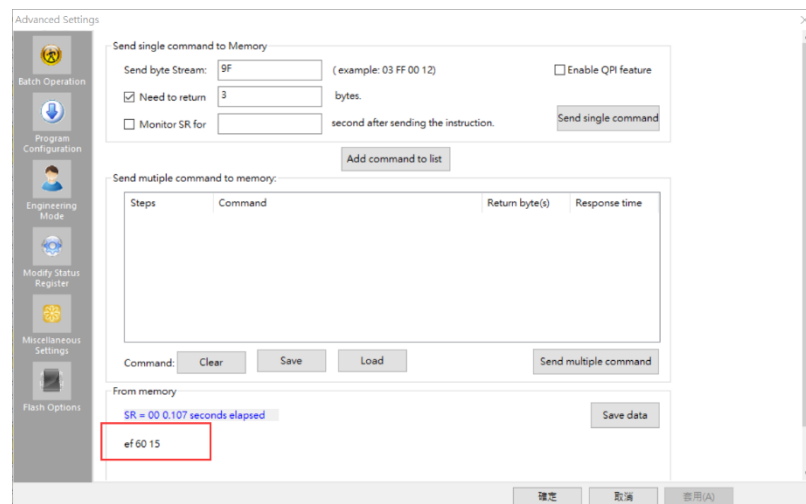 Advanced Settings
Batch Operation
Program
Configuration
Engineering
Mode
Modify Status
Register
Miscellaneous
Settings
Flash Options
Send single command to Memory
Send byte Stream: 9F ( example: 03 FF 00 12) Enable QPI feature
Need to return 3 bytes.
Monitor SR for second after sending the instruction. Send single command
Add command to list
Send mutiple command to memory:
Steps Command Return byte(s) Response time
Command: Clear Save Load Send multiple command
From memory
SR = 00 0.107 seconds elapsed Save data
ef 60 15
確定 取消 套用(A)